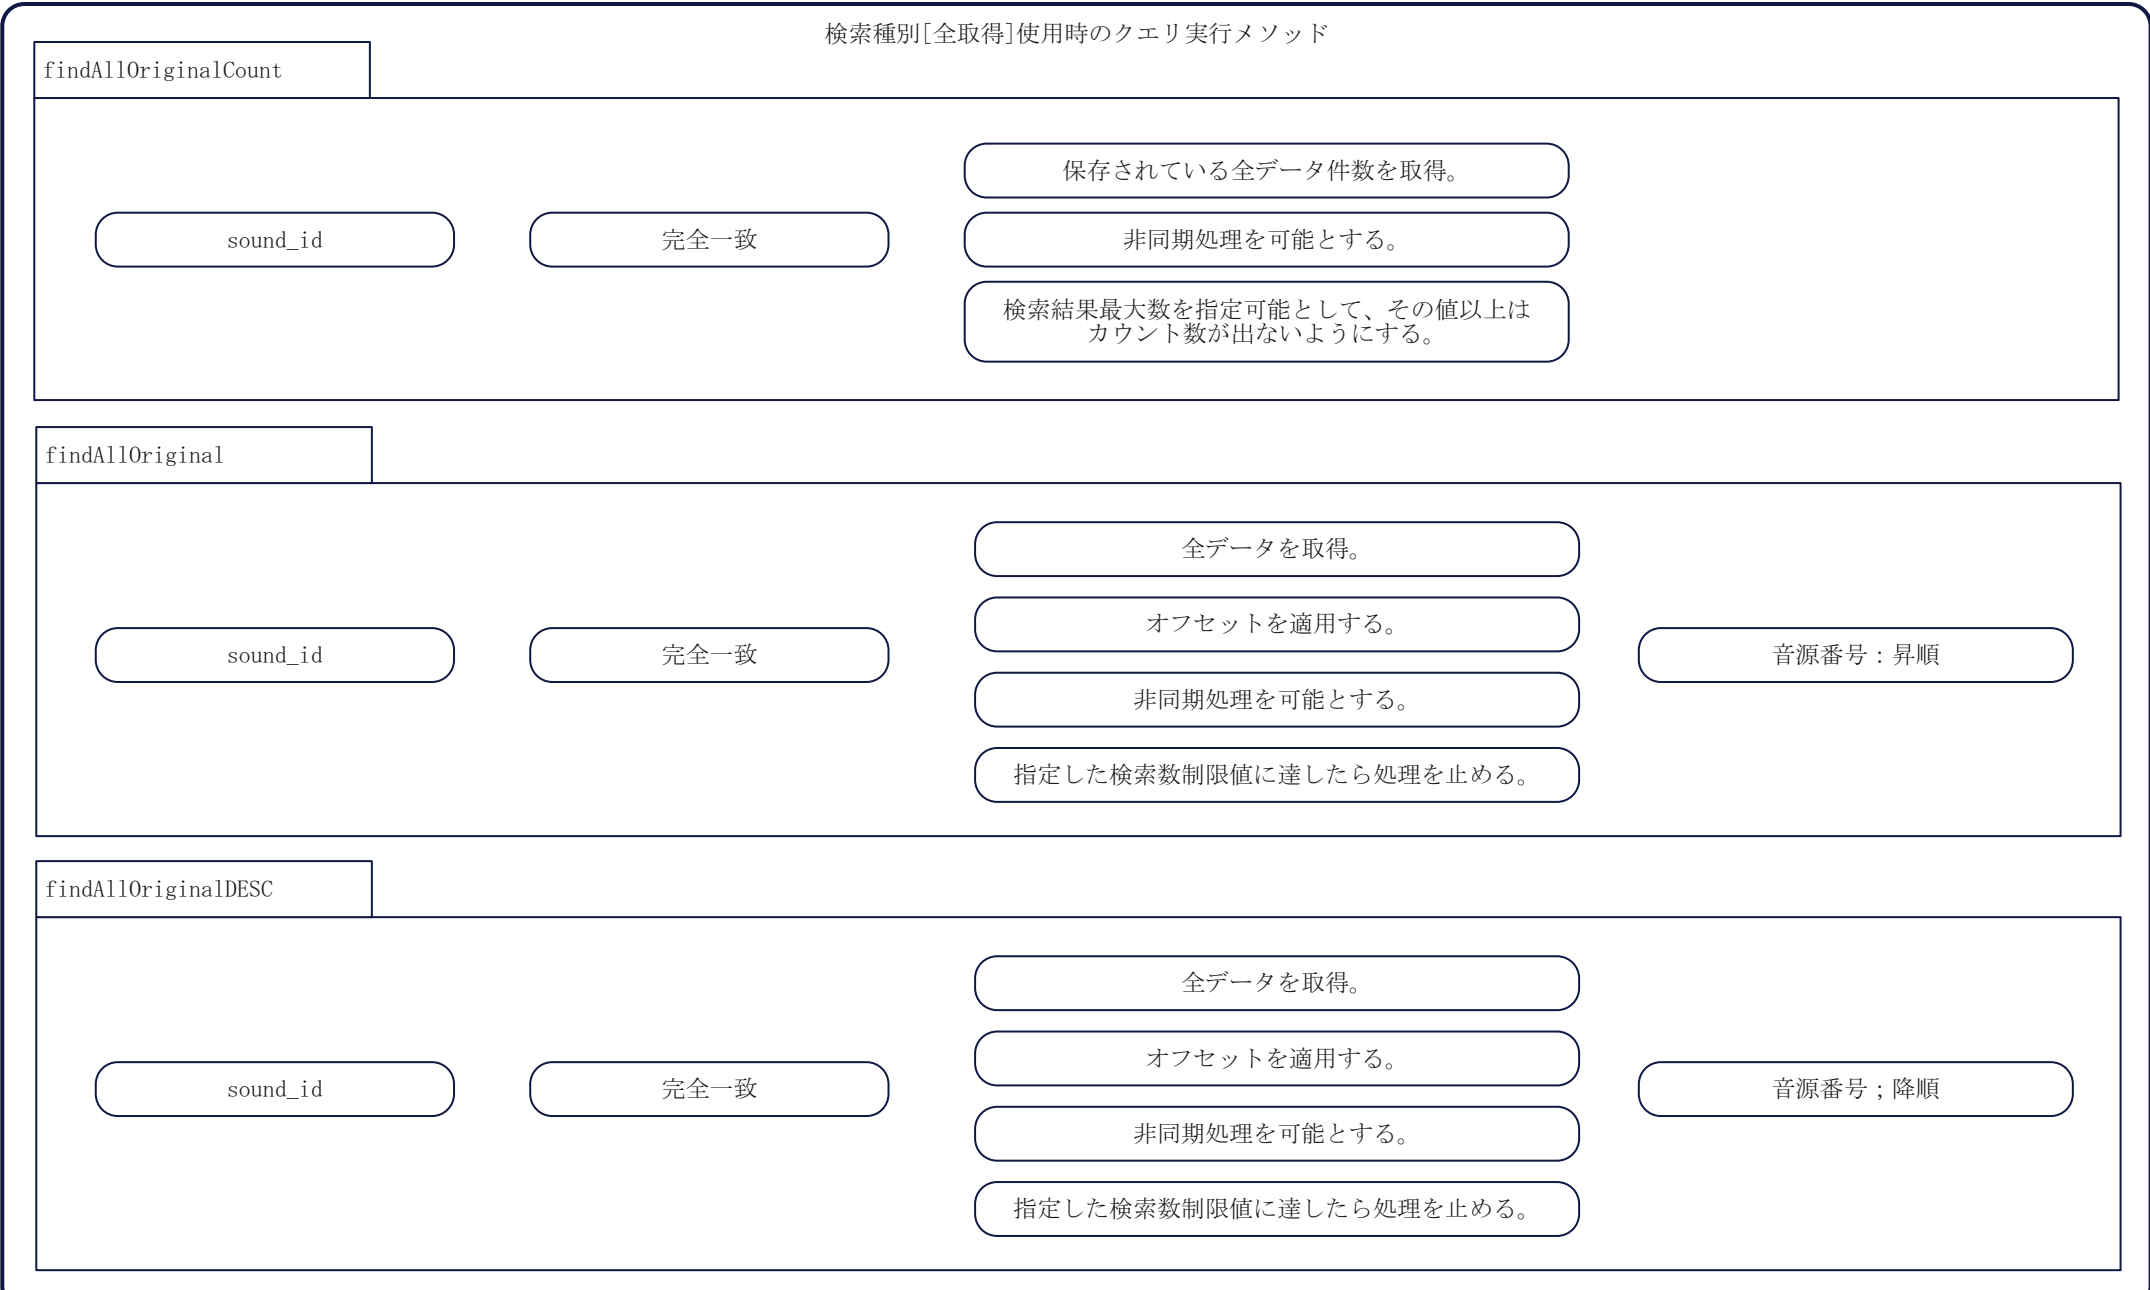 検索種別[全取得]使用時のクエリ実行メソッド
findAllOriginalCount
sound_id
完全一致
保存されている全データ件数を取得。
非同期処理を可能とする。
検索結果最大数を指定可能として、その値以上は
カウント数が出ないようにする。
findAllOriginal
sound_id
完全一致
全データを取得。
オフセットを適用する。
非同期処理を可能とする。
指定した検索数制限値に達したら処理を止める。
音源番号：昇順
findAllOriginalDESC
sound_id
完全一致
全データを取得。
オフセットを適用する。
非同期処理を可能とする。
指定した検索数制限値に達したら処理を止める。
音源番号；降順